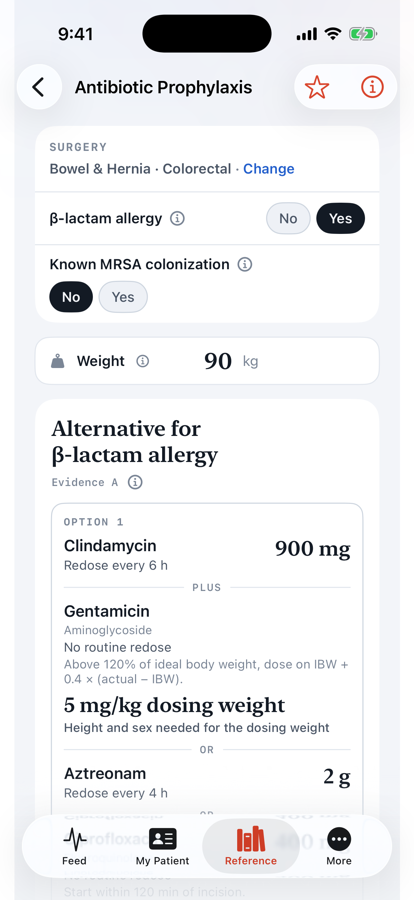 9:41
Antibiotic Prophylaxis
SURGERY
Bowel & Hernia · Colorectal · Change
β-lactam allergy
No
Yes
Known MRSA colonization
No
Yes
Weight
90 kg
Alternative for
β-lactam allergy
Evidence A
OPTION 1
Clindamycin
900 mg
Redose every 6 h
PLUS
Gentamicin
Aminoglycoside
No routine redose
Above 120% of ideal body weight, dose on IBW +
0.4 × (actual − IBW).
5 mg/kg dosing weight
Height and sex needed for the dosing weight
OR
Aztreonam
2 g
Redose every 4 h
OR
Feed
My Patient
Reference
More
Start within 120 min of incision.